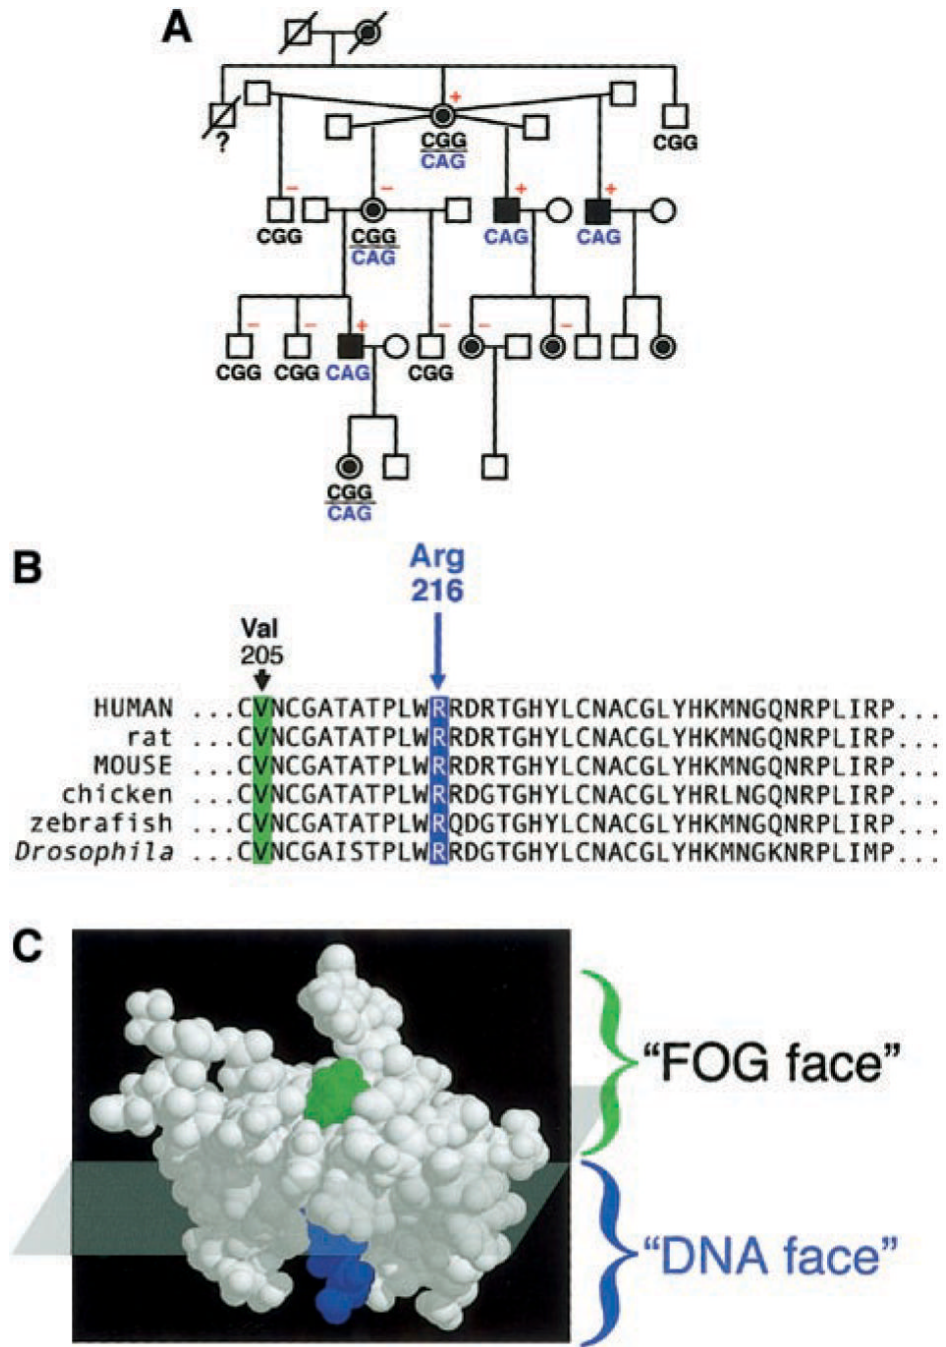 A
+
?
CGG
CAG
CGG
− − + +
CGG
CGG
CAG
CAG
CAG
− − + − − −
CGG
CGG
CAG
CGG
CGG
CAG
B
Arg
216
Val
205
HUMAN ...CVNCGATATPLWRRDRTGHYLCNACGLYHKMNGQNRPLIRP...
rat ...CVNCGATATPLWRRDRTGHYLCNACGLYHKMNGQNRPLIRP...
MOUSE ...CVNCGATATPLWRRDRTGHYLCNACGLYHKMNGQNRPLIRP...
chicken ...CVNCGATATPLWRRDGTGHYLCNACGLYHRLNGQNRPLIRP...
zebrafish ...CVNCGATATPLWRQDGTGHYLCNACGLYHKMNGQNRPLIRP...
Drosophila ...CVNCGAISTPLWRRDGTGHYLCNACGLYHKMNGKNRPLIMP...
C
“FOG face”
“DNA face”